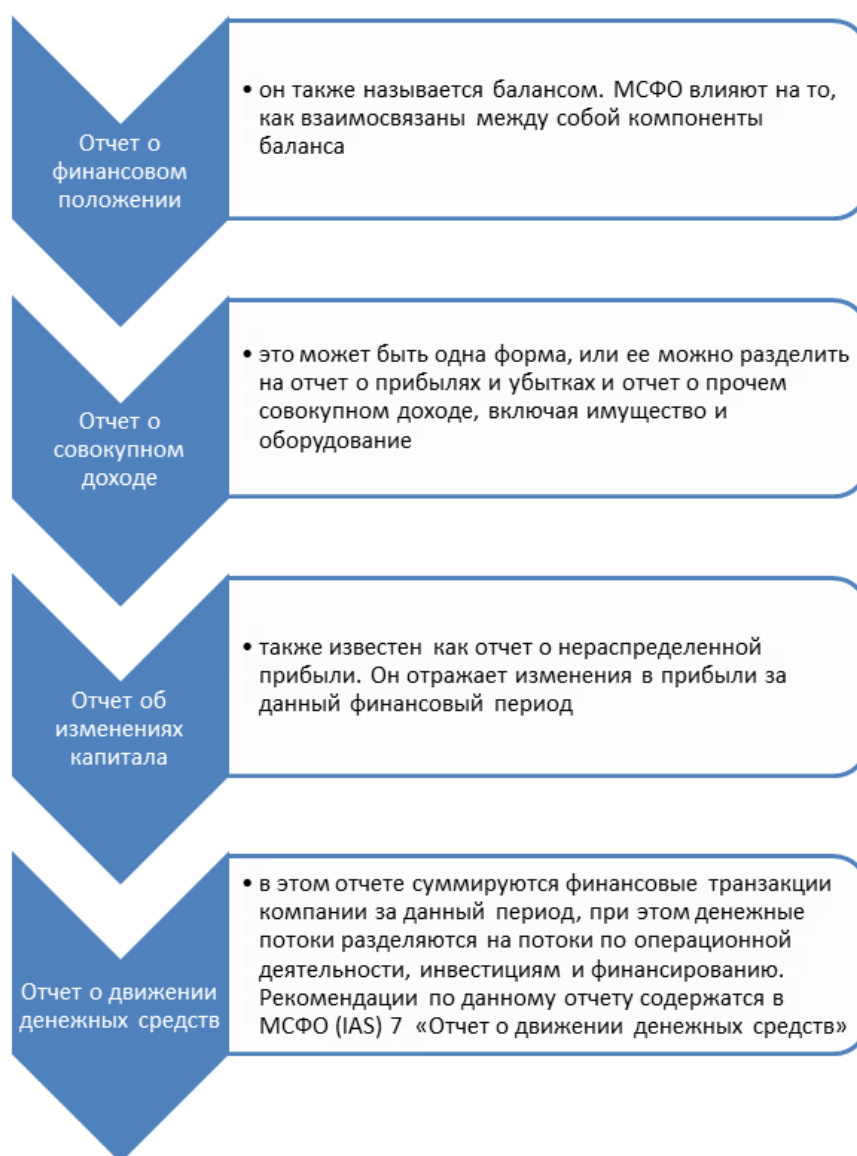 Отчет о
финансовом
положении
• он также называется балансом. МСФО влияют на то,
как взаимосвязаны между собой компоненты
баланса
Отчет о
совокупном
доходе
• это может быть одна форма, или ее можно разделить
на отчет о прибылях и убытках и отчет о прочем
совокупном доходе, включая имущество и
оборудование
Отчет об
изменениях
капитала
• также известен как отчет о нераспределенной
прибыли. Он отражает изменения в прибыли за
данный финансовый период
Отчет о движении
денежных средств
• в этом отчете суммируются финансовые транзакции
компании за данный период, при этом денежные
потоки разделяются на потоки по операционной
деятельности, инвестициям и финансированию.
Рекомендации по данному отчету содержатся в
МСФО (IAS) 7 «Отчет о движении денежных средств»